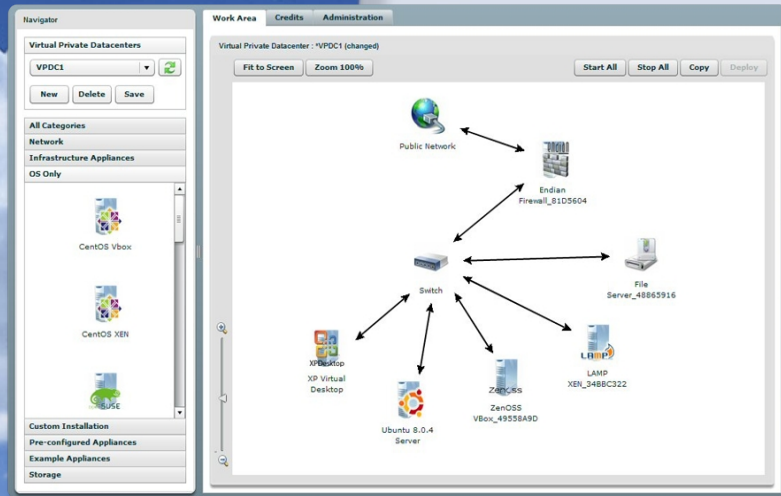 Navigator
Virtual Private Datacenters
VPDC1
New Delete Save
All Categories
Network
Infrastructure Appliances
OS Only
CentOS Vbox
CentOS XEN
SUSE
Custom Installation
Pre-configured Appliances
Example Appliances
Storage
Work Area Credits Administration
Virtual Private Datacenter : *VPDC1 (changed)
Fit to Screen Zoom 100% Start All Stop All Copy Deploy
Public Network
Endian
Firewall_81D5604
Switch
File
Server_48865916
XPDesktop
XP Virtual
Desktop
Ubuntu 8.0.4
Server
Zenoss
ZenOSS
VBox_49558A9D
LAMP
LAMP
XEN_34BBC322